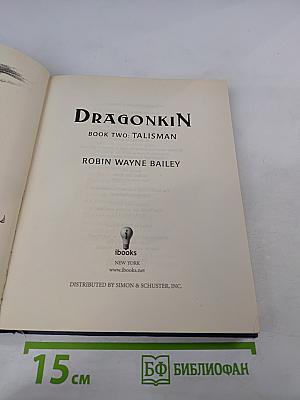 DRAGONKIN
BOOK TWO: TALISMAN
ROBIN WAYNE BAILEY
ibooks
NEW YORK
www.ibooks.net
DISTRIBUTED BY SIMON & SCHUSTER, INC.
15 см
БФ БИБЛИОФАН